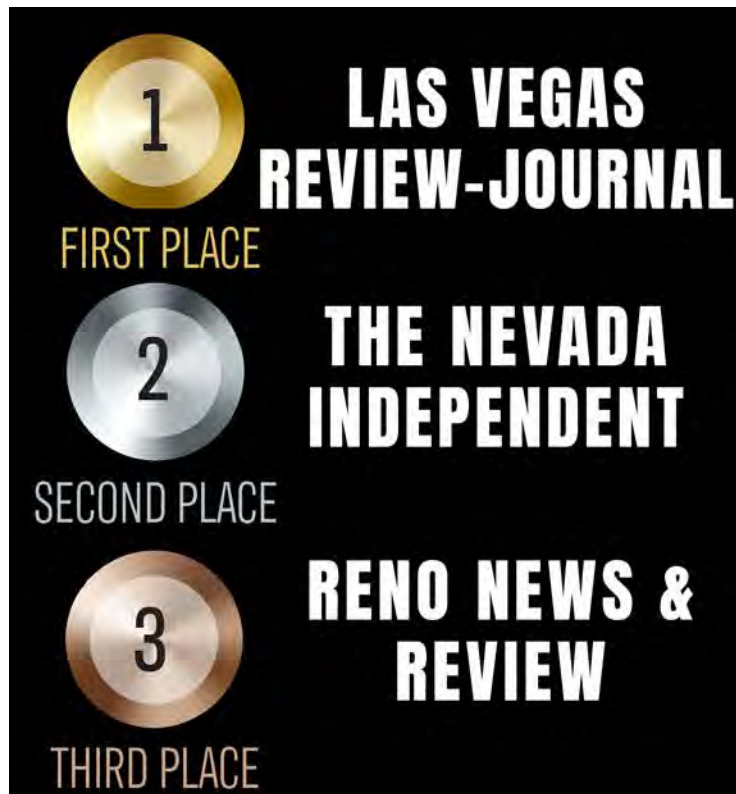 1
LAS VEGAS
REVIEW-JOURNAL
FIRST PLACE
2
THE NEVADA
INDEPENDENT
SECOND PLACE
3
RENO NEWS &
REVIEW
THIRD PLACE